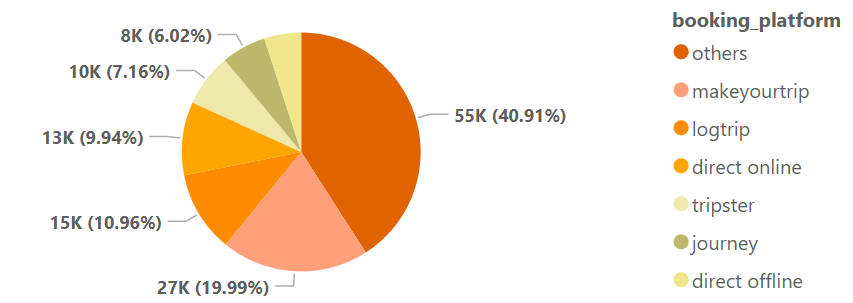 8K (6.02%)
10K (7.16%)
13K (9.94%)
15K (10.96%)
27K (19.99%)
55K (40.91%)
booking_platform
others
makeyourtrip
logtrip
direct online
tripster
journey
direct offline